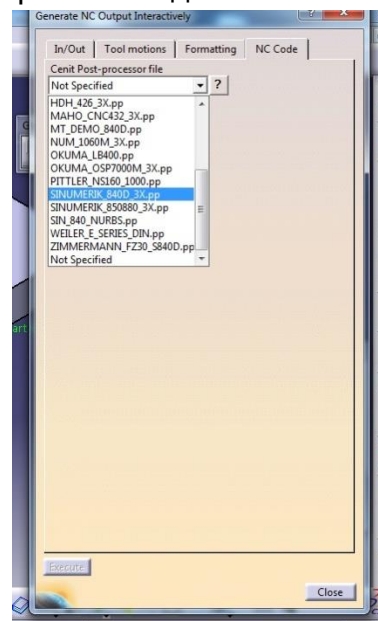 Generate NC Output Interactively
In/Out Tool motions Formatting NC Code
Cenit Post-processor file
Not Specified ?
HDH_426_3X.pp
MAHO_CNC432_3X.pp
MT_DEMO_840D.pp
NUM_1060M_3X.pp
OKUMA_LB400.pp
OKUMA_OSP7000M_3X.pp
PITTLER_NS160_1000.pp
SINUMERIK_840D_3X.pp
SINUMERIK_850880_3X.pp
SIN_840_NURBS.pp
WEILER_E_SERIES_DIN.pp
ZIMMERMANN_FZ30_S840D.pp
Not Specified
art
Execute
Close